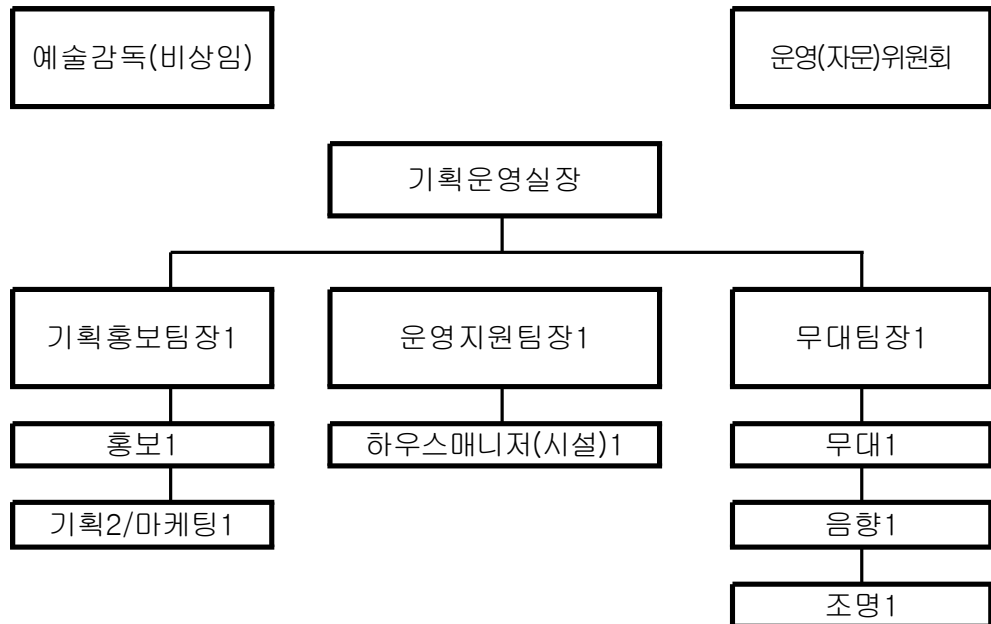 예술감독(비상임)
운영(자문)위원회
기획운영실장
기획홍보팀장1
운영지원팀장1
무대팀장1
홍보1
하우스매니저(시설)1
무대1
기획2/마케팅1
음향1
조명1